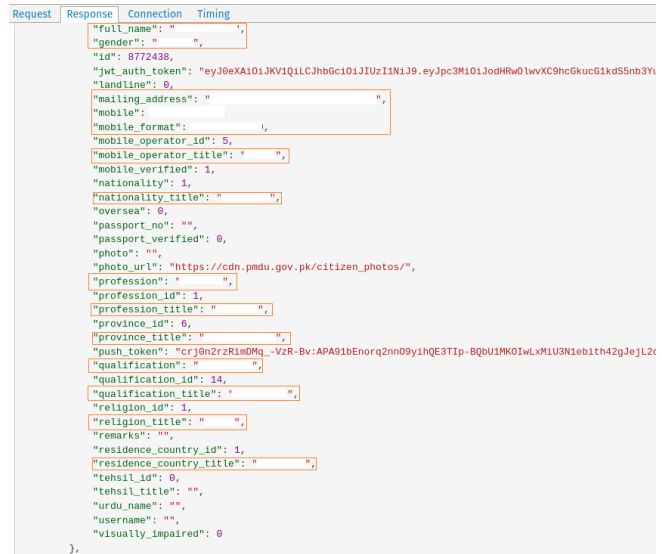 Request Response Connection Timing
"full_name": " ",
"gender": " ",
"id": 8772438,
"jwt_auth_token": "eyJ0eXAiOiJKV1QiLCJhbGciOiJIUzI1NiJ9.eyJpc3MiOiJodHRwOlwvXC9hcGkucG1kdS5nb3Yu
"landline": 0,
"mailing_address": " ",
"mobile":
"mobile_format": ,
"mobile_operator_id": 5,
"mobile_operator_title": " ",
"mobile_verified": 1,
"nationality": 1,
"nationality_title": " ",
"oversea": 0,
"passport_no": "",
"passport_verified": 0,
"photo": "",
"photo_url": "https://cdn.pmdu.gov.pk/citizen_photos/",
"profession": " ",
"profession_id": 1,
"profession_title": " ",
"province_id": 6,
"province_title": " ",
"push_token": "crj0n2rzRimDMq_-VzR-Bv:APA91bEnorq2nnO9yihQE3TIp-BQbU1MKOIwLxMiU3N1ebith42gJejL2c
"qualification": " ",
"qualification_id": 14,
"qualification_title": " ",
"religion_id": 1,
"religion_title": " ",
"remarks": "",
"residence_country_id": 1,
"residence_country_title": " ",
"tehsil_id": 0,
"tehsil_title": "",
"urdu_name": "",
"username": "",
"visually_impaired": 0
},